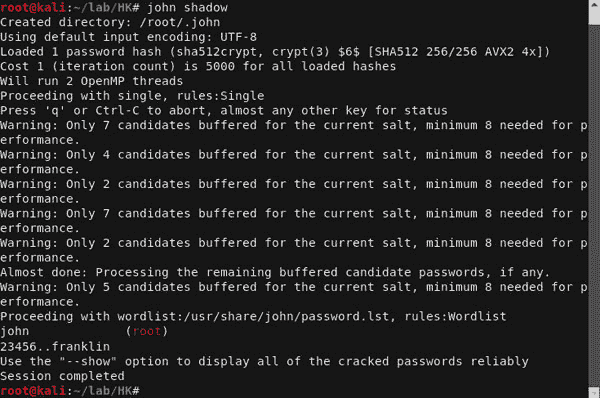 root@kali:~/lab/HK# john shadow
Created directory: /root/.john
Using default input encoding: UTF-8
Loaded 1 password hash (sha512crypt, crypt(3) $6$ [SHA512 256/256 AVX2 4x])
Cost 1 (iteration count) is 5000 for all loaded hashes
Will run 2 OpenMP threads
Proceeding with single, rules:Single
Press 'q' or Ctrl-C to abort, almost any other key for status
Warning: Only 7 candidates buffered for the current salt, minimum 8 needed for p
erformance.
Warning: Only 4 candidates buffered for the current salt, minimum 8 needed for p
erformance.
Warning: Only 2 candidates buffered for the current salt, minimum 8 needed for p
erformance.
Warning: Only 7 candidates buffered for the current salt, minimum 8 needed for p
erformance.
Warning: Only 2 candidates buffered for the current salt, minimum 8 needed for p
erformance.
Almost done: Processing the remaining buffered candidate passwords, if any.
Warning: Only 5 candidates buffered for the current salt, minimum 8 needed for p
erformance.
Proceeding with wordlist:/usr/share/john/password.lst, rules:Wordlist
john (root)
23456..franklin
Use the "--show" option to display all of the cracked passwords reliably
Session completed
root@kali:~/lab/HK#